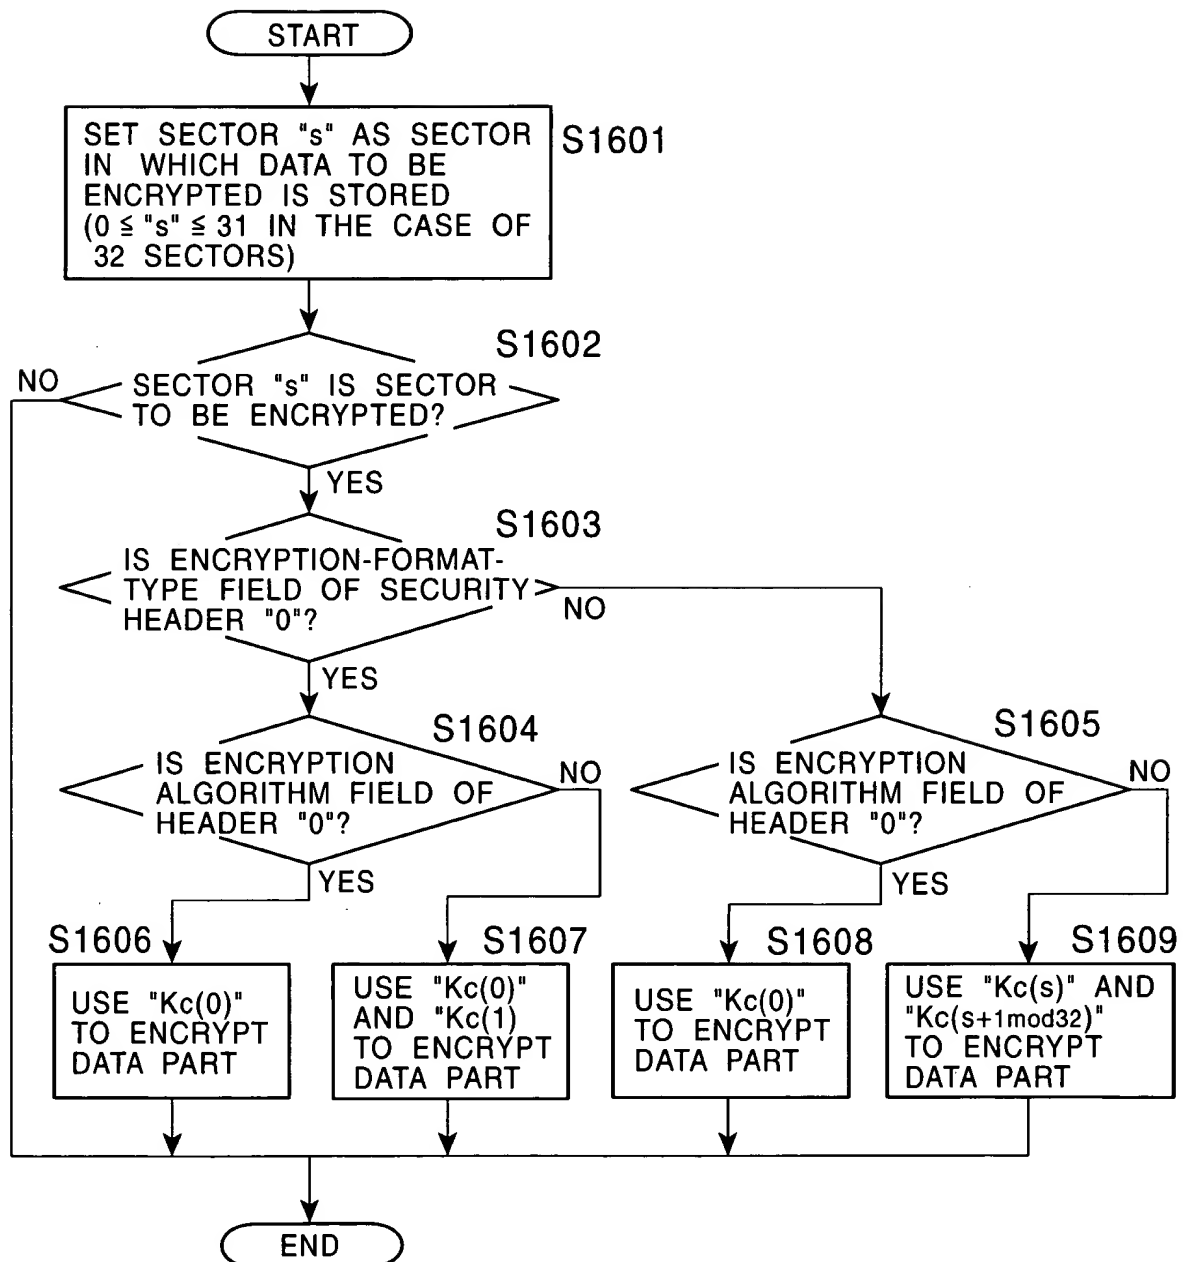 START
SET SECTOR "s" AS SECTOR
IN WHICH DATA TO BE
ENCRYPTED IS STORED
(0 ≦ "s" ≦ 31 IN THE CASE OF
32 SECTORS)
S1601
S1602
NO
SECTOR "s" IS SECTOR
TO BE ENCRYPTED?
YES
S1603
IS ENCRYPTION-FORMAT-
TYPE FIELD OF SECURITY
HEADER "0"?
NO
YES
S1604
IS ENCRYPTION
ALGORITHM FIELD OF
HEADER "0"?
NO
YES
S1605
IS ENCRYPTION
ALGORITHM FIELD OF
HEADER "0"?
NO
YES
S1606
USE "Kc(0)"
TO ENCRYPT
DATA PART
S1607
USE "Kc(0)"
AND "Kc(1)
TO ENCRYPT
DATA PART
S1608
USE "Kc(0)"
TO ENCRYPT
DATA PART
S1609
USE "Kc(s)" AND
"Kc(s+1mod32)"
TO ENCRYPT
DATA PART
END